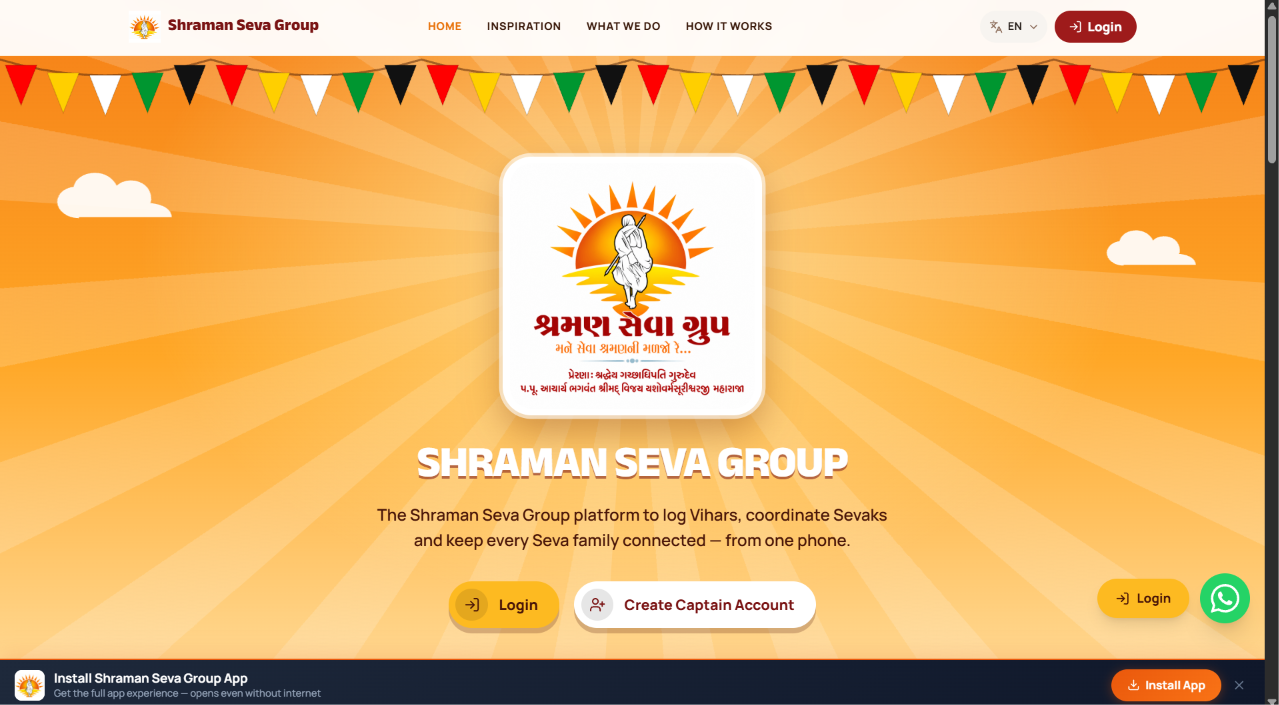 Shraman Seva Group
HOME
INSPIRATION
WHAT WE DO
HOW IT WORKS
EN
Login
શ્રમણ સેવા ગ્રુપ
મને સેવા શ્રમણની મળજો રે...
પ્રેરણા: શ્રદ્ધેય ગચ્છાધિપતિ ગુરુદેવ
પ.પૂ. આચાર્ય ભગવંત શ્રીમદ્ વિજય યશોવર્મસૂરીશ્વરજી મહારાજા
SHRAMAN SEVA GROUP
The Shraman Seva Group platform to log Vihars, coordinate Sevaks
and keep every Seva family connected — from one phone.
Login
Create Captain Account
Login
Install Shraman Seva Group App
Get the full app experience — opens even without internet
Install App